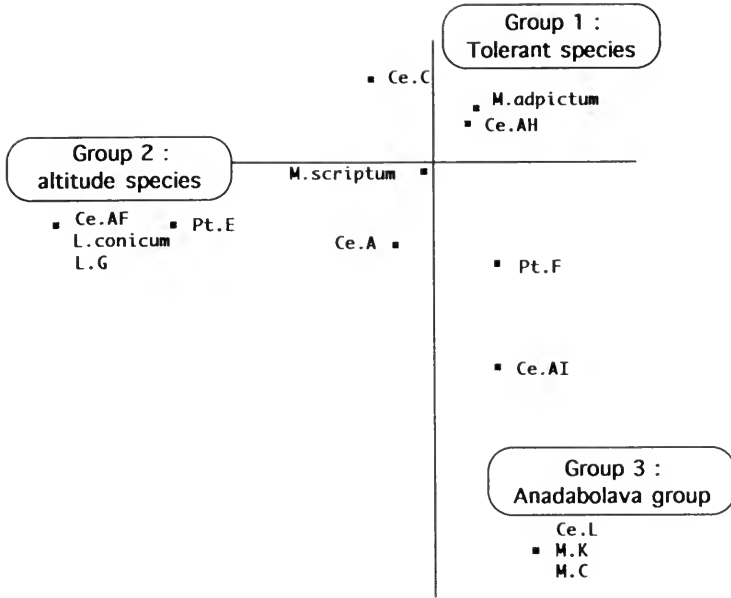 Group 1 :
Tolerant species
Ce.C
M.adpictum
Ce.AH
Group 2 :
altitude species
M.scriptum
Ce.AF
L.conicum
L.G
Pt.E
Ce.A
Pt.F
Ce.AI
Group 3 :
Anadabolava group
Ce.L
M.K
M.C